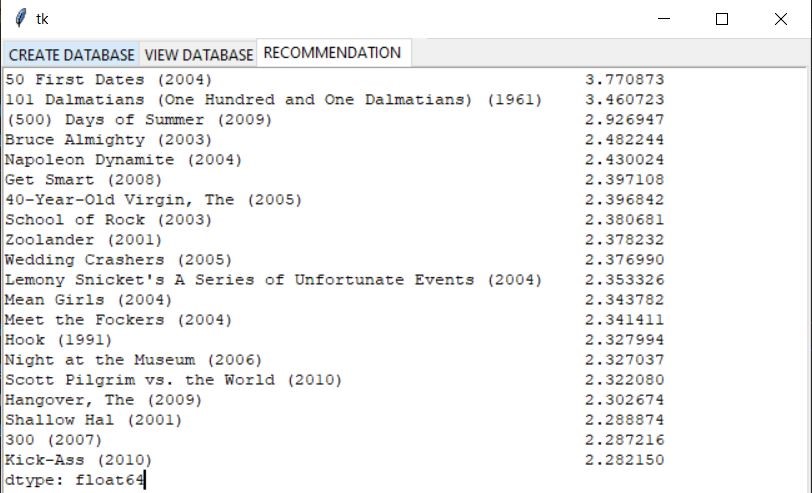 tk
CREATE DATABASE VIEW DATABASE RECOMMENDATION
50 First Dates (2004) 3.770873
101 Dalmatians (One Hundred and One Dalmatians) (1961) 3.460723
(500) Days of Summer (2009) 2.926947
Bruce Almighty (2003) 2.482244
Napoleon Dynamite (2004) 2.430024
Get Smart (2008) 2.397108
40-Year-Old Virgin, The (2005) 2.396842
School of Rock (2003) 2.380681
Zoolander (2001) 2.378232
Wedding Crashers (2005) 2.376990
Lemony Snicket's A Series of Unfortunate Events (2004) 2.353326
Mean Girls (2004) 2.343782
Meet the Fockers (2004) 2.341411
Hook (1991) 2.327994
Night at the Museum (2006) 2.327037
Scott Pilgrim vs. the World (2010) 2.322080
Hangover, The (2009) 2.302674
Shallow Hal (2001) 2.288874
300 (2007) 2.287216
Kick-Ass (2010) 2.282150
dtype: float64